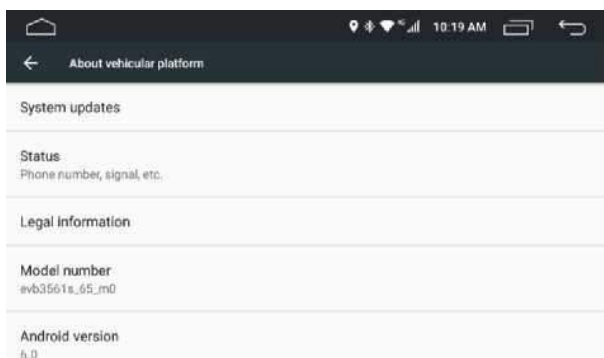 10:19 AM
About vehicular platform
System updates
Status
Phone number, signal, etc.
Legal information
Model number
evb3561s_65_m0
Android version
6.0